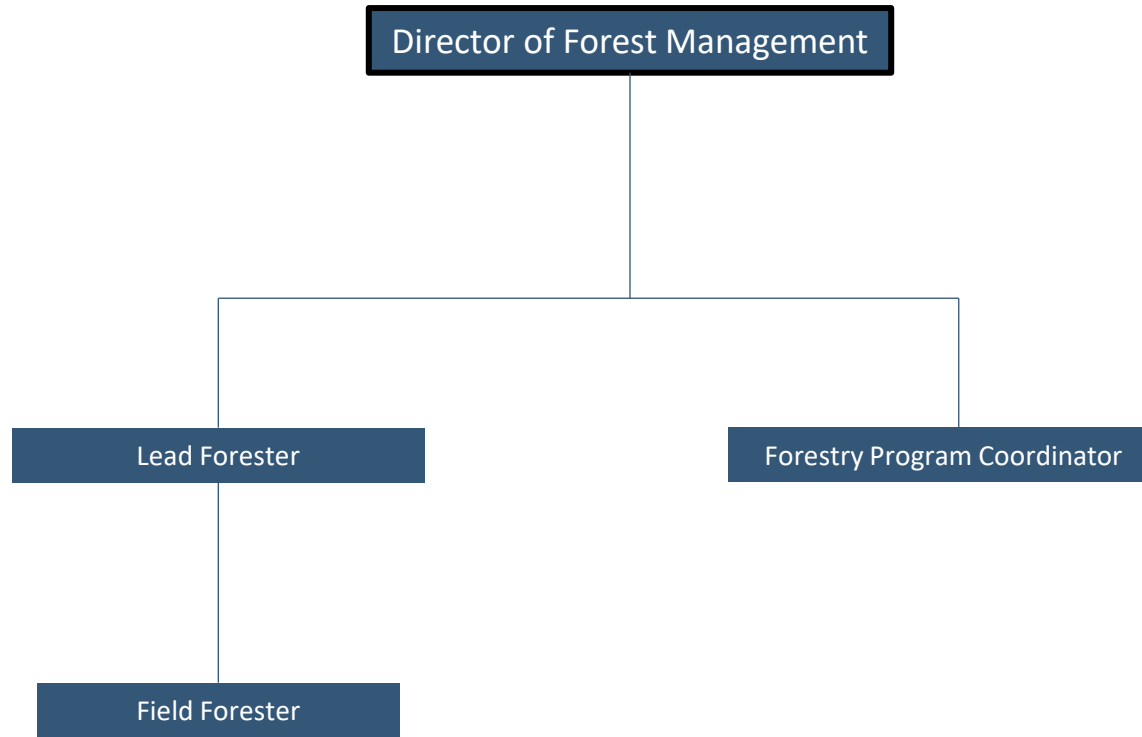 Director of Forest Management
Lead Forester
Forestry Program Coordinator
Field Forester